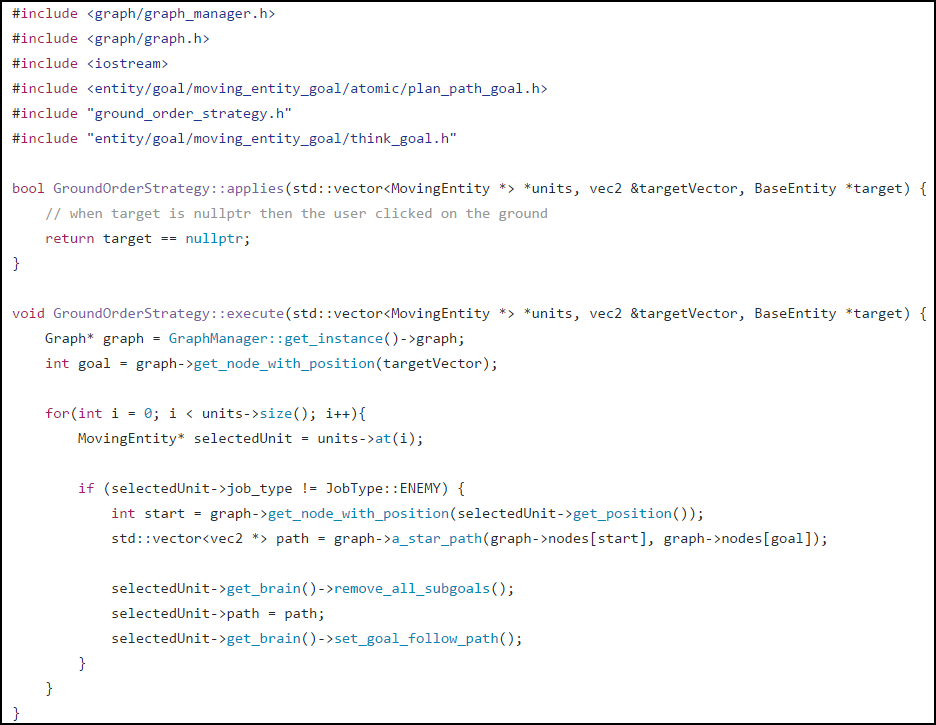 #include <graph/graph_manager.h>
#include <graph/graph.h>
#include <iostream>
#include <entity/goal/moving_entity_goal/atomic/plan_path_goal.h>
#include "ground_order_strategy.h"
#include "entity/goal/moving_entity_goal/think_goal.h"

bool GroundOrderStrategy::applies(std::vector<MovingEntity *> *units, vec2 &targetVector, BaseEntity *target) {
    // when target is nullptr then the user clicked on the ground
    return target == nullptr;
}

void GroundOrderStrategy::execute(std::vector<MovingEntity *> *units, vec2 &targetVector, BaseEntity *target) {
    Graph* graph = GraphManager::get_instance()->graph;
    int goal = graph->get_node_with_position(targetVector);

    for(int i = 0; i < units->size(); i++){
        MovingEntity* selectedUnit = units->at(i);

        if (selectedUnit->job_type != JobType::ENEMY) {
            int start = graph->get_node_with_position(selectedUnit->get_position());
            std::vector<vec2 *> path = graph->a_star_path(graph->nodes[start], graph->nodes[goal]);

            selectedUnit->get_brain()->remove_all_subgoals();
            selectedUnit->path = path;
            selectedUnit->get_brain()->set_goal_follow_path();
        }
    }
}